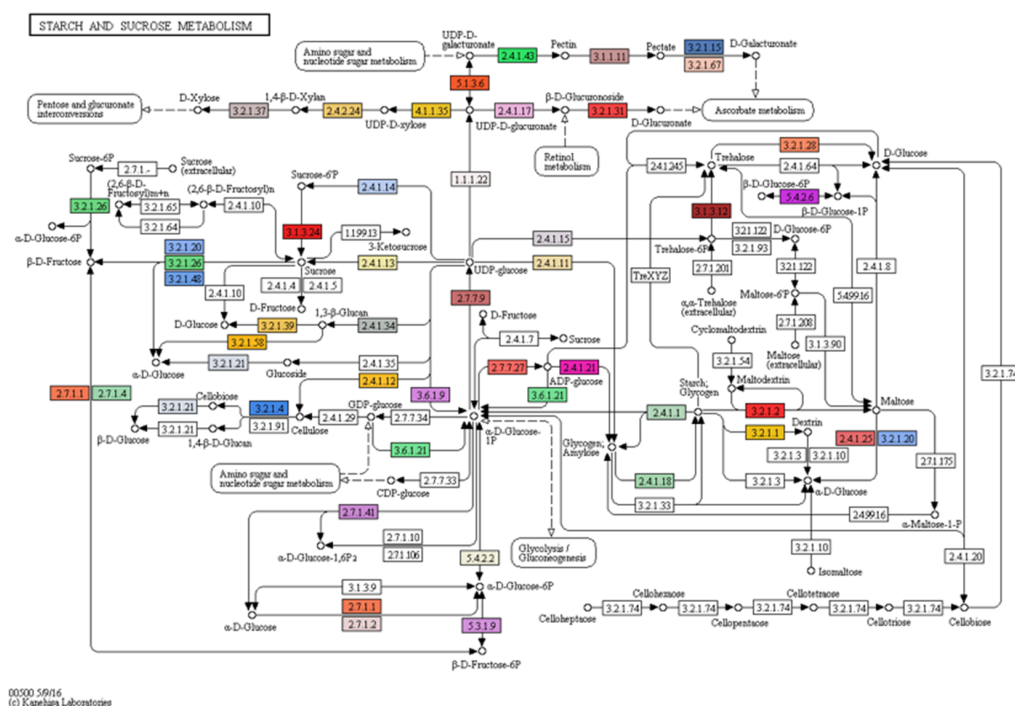 STARCH AND SUCROSE METABOLISM
Amino sugar and
nucleotide sugar metabolism
UDP-D-
galacturonate
2.4.1.43
Pectin
3.1.1.11
Pectate
3.2.1.15
3.2.1.67
D-Galacturonate
5.1.3.6
Pentose and glucuronate
interconversions
D-Xylose
3.2.1.37
1,4-β-D-Xylan
2.4.2.24
4.1.1.35
UDP-D-xylose
2.4.1.17
UDP-D-glucuronate
β-D-Glucuronoside
3.2.1.31
D-Glucuronate
Ascorbate metabolism
Retinol
metabolism
Sucrose-6P
2.7.1.-
Sucrose
(extracellular)
Sucrose-6'P
2.4.1.14
1.1.1.22
2.4.1.245
Trehalose
3.2.1.28
2.4.1.64
D-Glucose
β-D-Glucose-6P
5.4.2.6
β-D-Glucose-1P
(2,6-β-D-
Fructosyl)m+n
(2,6-β-D-Fructosyl)n
3.2.1.26
3.2.1.65
3.2.1.64
2.4.1.10
α-D-Glucose-6P
3.1.3.24
1.1.99.13
3-Ketosucrose
2.4.1.15
3.1.3.12
Trehalose-6P
3.2.1.122
3.2.1.93
D-Glucose-6P
β-D-Fructose
3.2.1.20
3.2.1.26
3.2.1.48
Sucrose
2.4.1.13
UDP-glucose
2.4.1.11
TreXYZ
2.7.1.201
3.2.1.122
5.4.99.16
2.4.1.8
2.4.1.10
2.4.1.4
2.4.1.5
2.7.7.9
α,α-Trehalose
(extracellular)
Maltose-6'P
D-Fructose
D-Glucose
3.2.1.39
1,3-β-Glucan
2.4.1.34
D-Fructose
2.7.1.208
3.1.3.90
3.2.1.58
2.4.1.7
Sucrose
Cyclomaltodextrin
Maltose
(extracellular)
α-D-Glucose
3.2.1.21
Glucoside
2.4.1.35
3.2.1.54
3.2.1.74
2.7.7.27
2.4.1.21
ADP-glucose
Maltodextrin
2.7.1.1
2.7.1.4
2.4.1.12
3.6.1.9
3.6.1.21
Starch;
Glycogen
Maltose
3.2.1.21
Cellobiose
3.2.1.4
GDP-glucose
2.4.1.29
2.7.7.34
α-D-Glucose-
1P
2.4.1.1
3.2.1.2
β-D-Glucose
3.2.1.21
3.2.1.91
Cellulose
1,4-β-D-Glucan
3.6.1.21
Glycogen;
Amylose
3.2.1.1
Dextrin
2.4.1.25
3.2.1.20
3.2.1.3
3.2.1.10
2.7.1.175
Amino sugar and
nucleotide sugar metabolism
2.7.7.33
CDP-glucose
2.4.1.18
3.2.1.3
α-D-Glucose
3.2.1.33
2.7.1.41
2.4.99.16
α-Maltose-1-P
α-D-Glucose-1,6P2
2.7.1.10
2.7.1.106
Glycolysis /
Gluconeogenesis
5.4.2.2
3.2.1.10
2.4.1.20
Isomaltose
3.1.3.9
α-D-Glucose-6P
2.7.1.1
α-D-Glucose
2.7.1.2
5.3.1.9
β-D-Fructose-6P
Cellohexaose
Cellotetraose
3.2.1.74
3.2.1.74
3.2.1.74
3.2.1.74
3.2.1.74
Celloheptaose
Cellopentaose
Cellotriose
Cellobiose
00500 5/9/16
(c) Kanehisa Laboratories